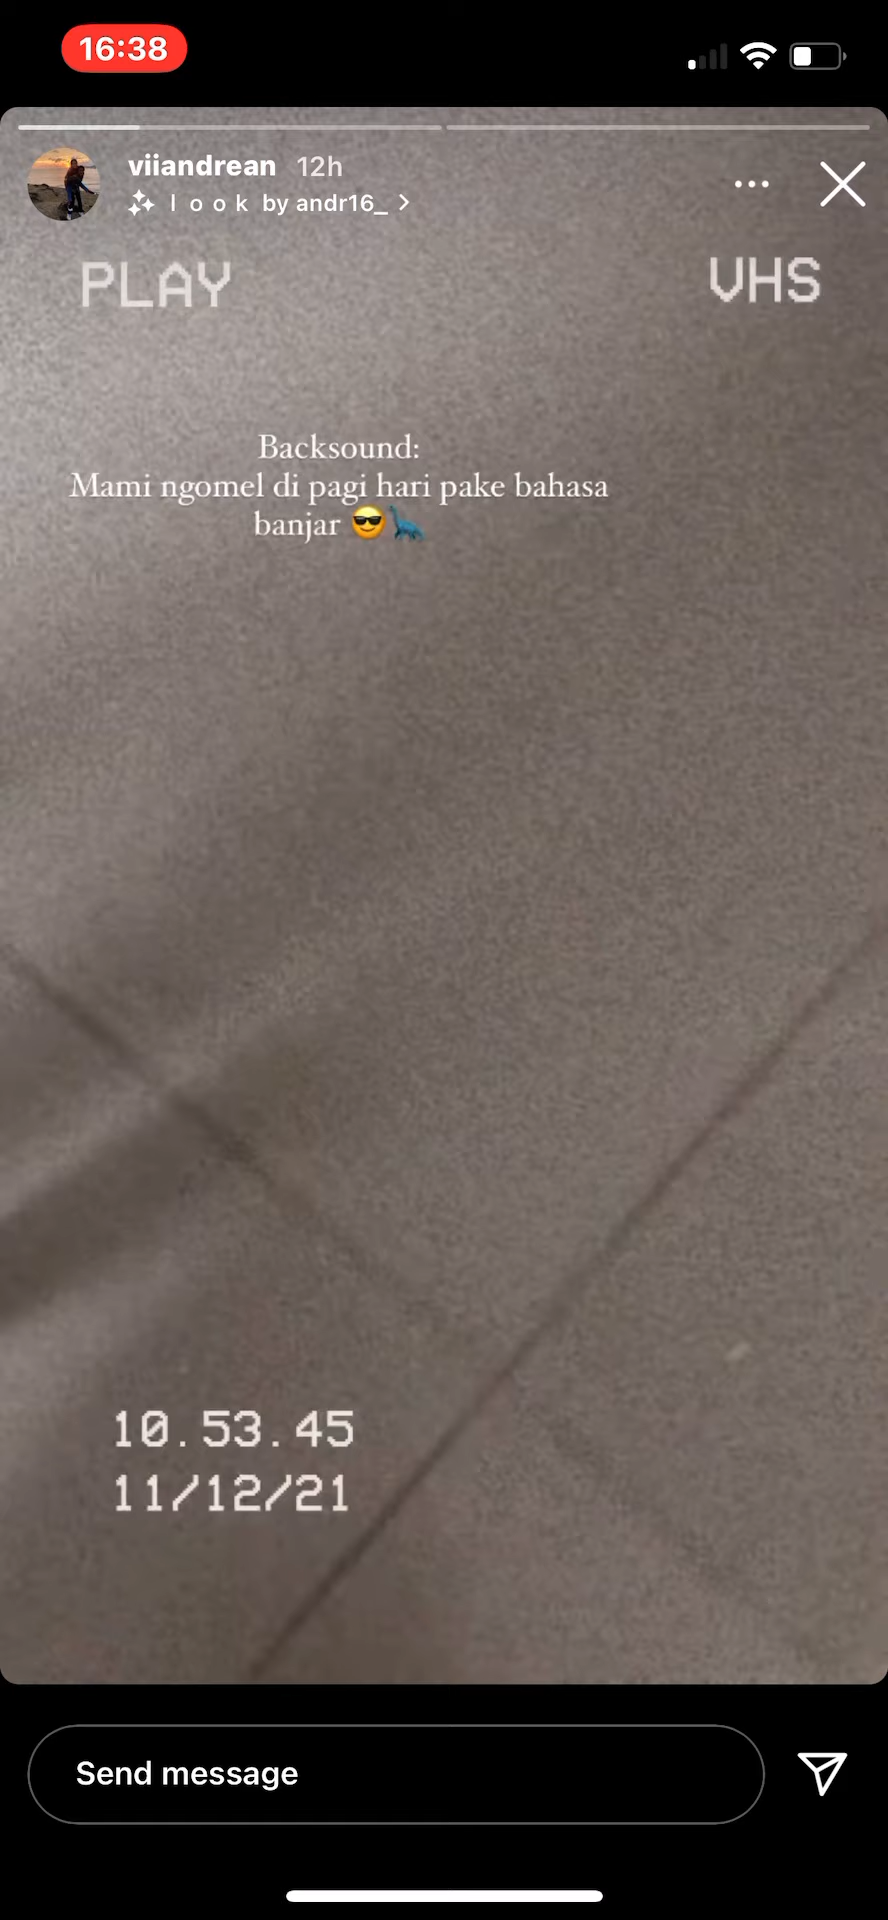 16:38
viiandrean 12h
l o o k by andr16_
PLAY
VHS
Backsound:
Mami ngomel di pagi hari pake bahasa
banjar 😎🦕
10.53.45
11/12/21
Send message